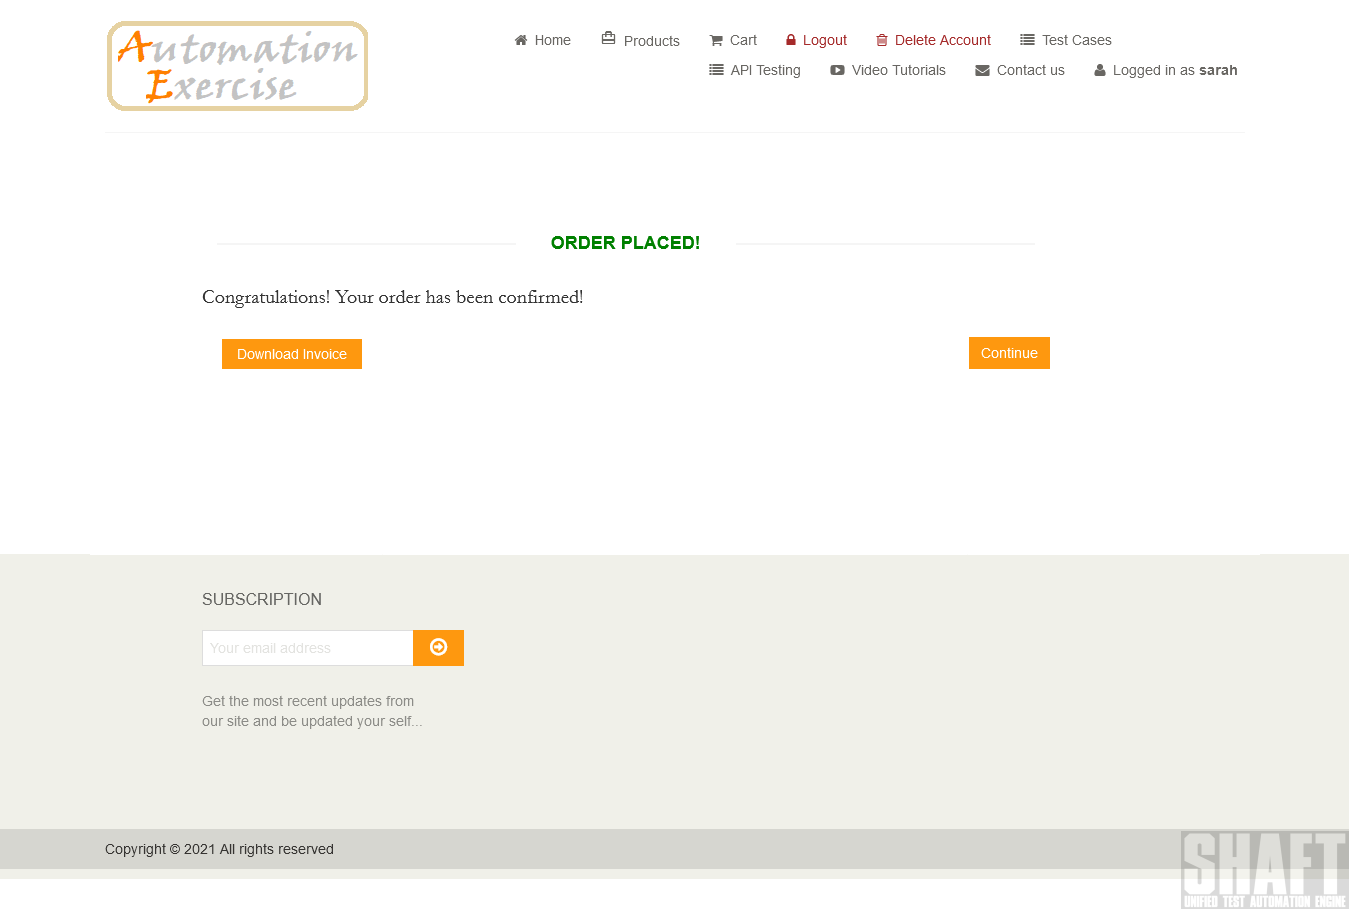 Automation
Exercise
Home
Products
Cart
Logout
Delete Account
Test Cases
API Testing
Video Tutorials
Contact us
Logged in as sarah
ORDER PLACED!
Congratulations! Your order has been confirmed!
Download Invoice
Continue
SUBSCRIPTION
Your email address
Get the most recent updates from
our site and be updated your self...
Copyright © 2021 All rights reserved
SHAFT
UNIFIED TEST AUTOMATION ENGINE